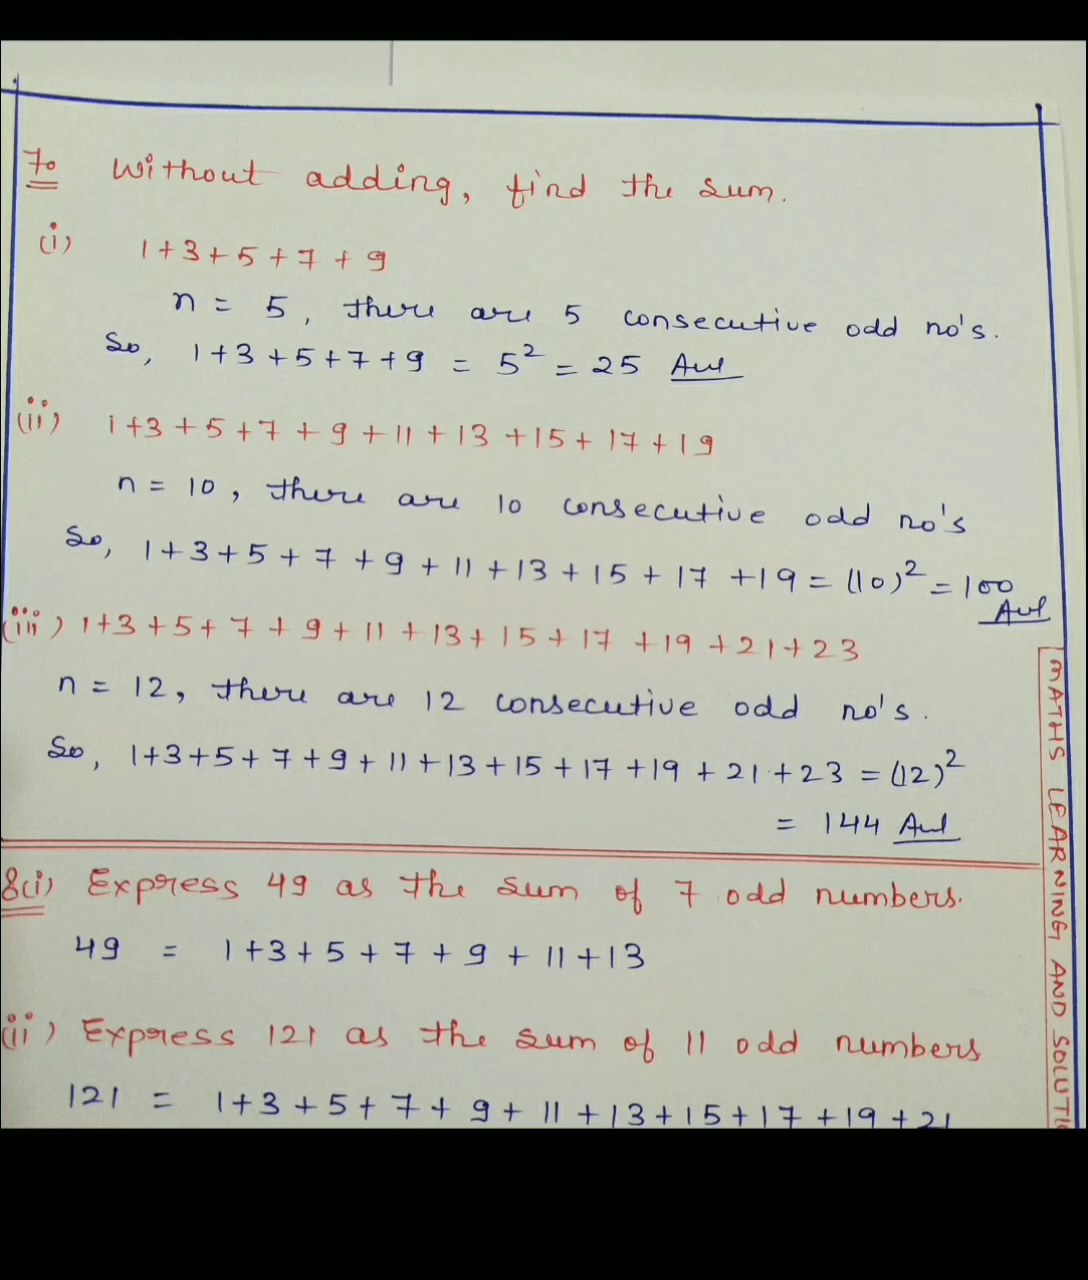 7. Without adding, find the sum.
(i) 1+3+5+7+9
n = 5, there are 5 consecutive odd no's.
So, 1+3+5+7+9 = 5² = 25 Ans
(ii) 1+3+5+7+9+11+13+15+17+19
n = 10, there are 10 consecutive odd no's
So, 1+3+5+7+9+11+13+15+17+19 = (10)² = 100
Ans
(iii) 1+3+5+7+9+11+13+15+17+19+21+23
n = 12, there are 12 consecutive odd no's.
So, 1+3+5+7+9+11+13+15+17+19+21+23 = (12)²
= 144 Ans
8(i) Express 49 as the sum of 7 odd numbers.
49 = 1+3+5+7+9+11+13
(ii) Express 121 as the sum of 11 odd numbers
121 = 1+3+5+7+9+11+13+15+17+19+21
MATHS LEARNING AND SOLUTIO